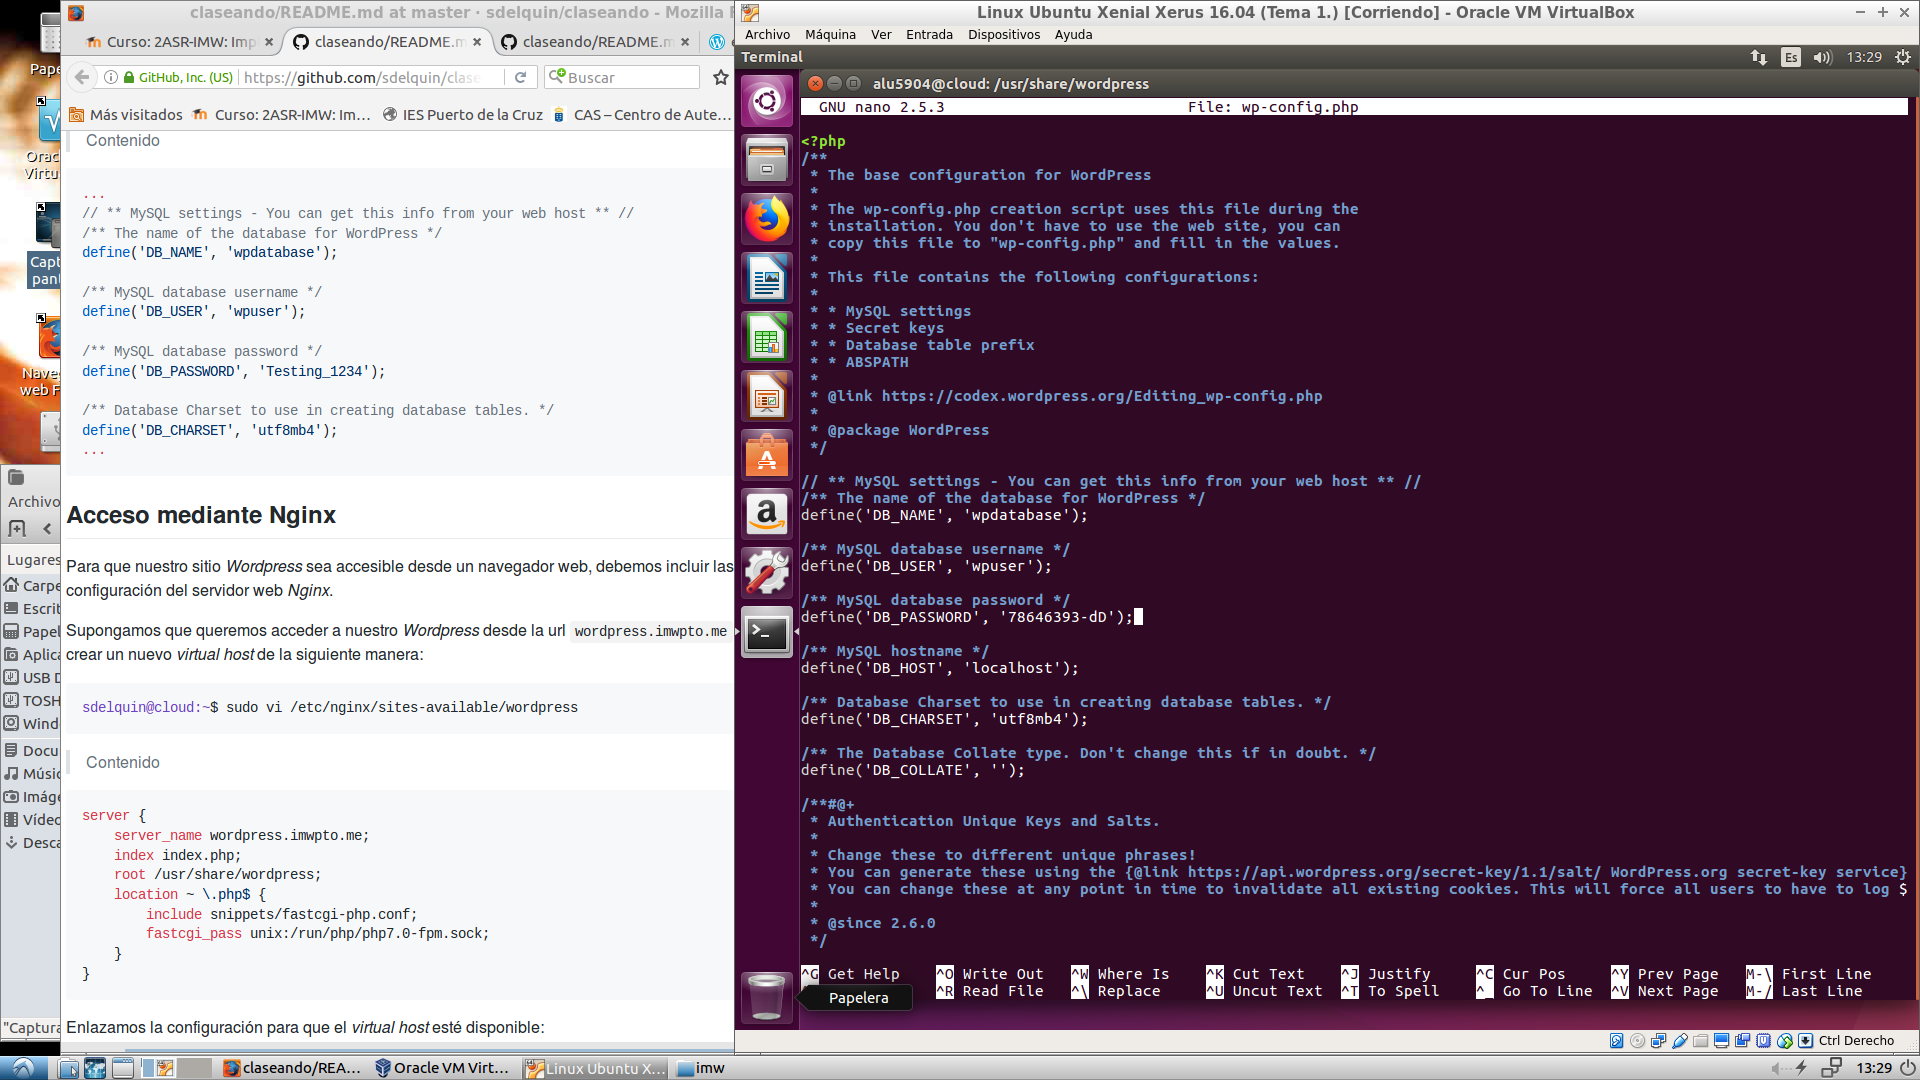 claseando/README.md at master · sdelquin/claseando - Mozilla
Curso: 2ASR-IMW: Imp
claseando/README.m
claseando/README.m
GitHub, Inc. (US)
https://github.com/sdelquin/clase
Buscar
Más visitados
Curso: 2ASR-IMW: Im...
IES Puerto de la Cruz
CAS – Centro de Aute...
Contenido
...
// ** MySQL settings - You can get this info from your web host ** //
/** The name of the database for WordPress */
define('DB_NAME', 'wpdatabase');
/** MySQL database username */
define('DB_USER', 'wpuser');
/** MySQL database password */
define('DB_PASSWORD', 'Testing_1234');
/** Database Charset to use in creating database tables. */
define('DB_CHARSET', 'utf8mb4');
...
Acceso mediante Nginx
Para que nuestro sitio Wordpress sea accesible desde un navegador web, debemos incluir las
configuración del servidor web Nginx.
Supongamos que queremos acceder a nuestro Wordpress desde la url wordpress.imwpto.me
crear un nuevo virtual host de la siguiente manera:
sdelquin@cloud:~$ sudo vi /etc/nginx/sites-available/wordpress
Contenido
server {
server_name wordpress.imwpto.me;
index index.php;
root /usr/share/wordpress;
location ~ \.php$ {
include snippets/fastcgi-php.conf;
fastcgi_pass unix:/run/php/php7.0-fpm.sock;
}
}
Enlazamos la configuración para que el virtual host esté disponible:
Pape
Orac
Virtu
Capt
pant
Nave
web F
Archivo
Lugares
Carpe
Escrit
Papel
Aplica
USB D
TOSH
Wind
Docu
Músic
Imáge
Vídec
Desca
"Captura
Linux Ubuntu Xenial Xerus 16.04 (Tema 1.) [Corriendo] - Oracle VM VirtualBox
Archivo Máquina Ver Entrada Dispositivos Ayuda
Terminal
Es
13:29
alu5904@cloud: /usr/share/wordpress
GNU nano 2.5.3 File: wp-config.php
<?php
/**
* The base configuration for WordPress
*
* The wp-config.php creation script uses this file during the
* installation. You don't have to use the web site, you can
* copy this file to "wp-config.php" and fill in the values.
*
* This file contains the following configurations:
*
* * MySQL settings
* * Secret keys
* * Database table prefix
* * ABSPATH
*
* @link https://codex.wordpress.org/Editing_wp-config.php
*
* @package WordPress
*/
// ** MySQL settings - You can get this info from your web host ** //
/** The name of the database for WordPress */
define('DB_NAME', 'wpdatabase');
/** MySQL database username */
define('DB_USER', 'wpuser');
/** MySQL database password */
define('DB_PASSWORD', '78646393-dD');
/** MySQL hostname */
define('DB_HOST', 'localhost');
/** Database Charset to use in creating database tables. */
define('DB_CHARSET', 'utf8mb4');
/** The Database Collate type. Don't change this if in doubt. */
define('DB_COLLATE', '');
/**#@+
* Authentication Unique Keys and Salts.
*
* Change these to different unique phrases!
* You can generate these using the {@link https://api.wordpress.org/secret-key/1.1/salt/ WordPress.org secret-key service}
* You can change these at any point in time to invalidate all existing cookies. This will force all users to have to log $
*
* @since 2.6.0
*/
^G Get Help ^O Write Out ^W Where Is ^K Cut Text ^J Justify ^C Cur Pos ^Y Prev Page M-\ First Line
^R Read File ^\ Replace ^U Uncut Text ^T To Spell ^_ Go To Line ^V Next Page M-/ Last Line
Papelera
Ctrl Derecho
claseando/REA...
Oracle VM Virt...
Linux Ubuntu X...
imw
13:29